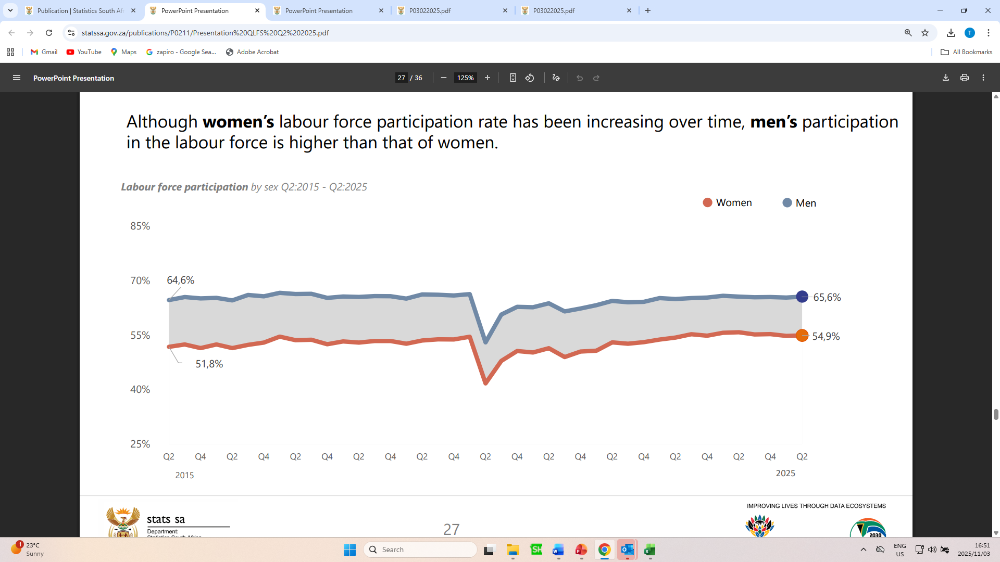 Publication | Statistics South Af
PowerPoint Presentation
PowerPoint Presentation
P03022025.pdf
P03022025.pdf
statssa.gov.za/publications/P0211/Presentation%20QLFS%20Q2%202025.pdf
T
Gmail
YouTube
Maps
zapiro - Google Sea...
Adobe Acrobat
All Bookmarks
PowerPoint Presentation
27 / 36
125%
Although women’s labour force participation rate has been increasing over time, men’s participation
in the labour force is higher than that of women.
Labour force participation by sex Q2:2015 - Q2:2025
Women
Men
85%
70%
55%
40%
25%
64,6%
51,8%
65,6%
54,9%
Q2 Q4 Q2 Q4 Q2 Q4 Q2 Q4 Q2 Q4 Q2 Q4 Q2 Q4 Q2 Q4 Q2 Q4 Q2 Q4 Q2
2015
2025
IMPROVING LIVES THROUGH DATA ECOSYSTEMS
stats sa
Department:
27
2030
1
23°C
Sunny
Search
ENG
US
16:51
2025/11/03